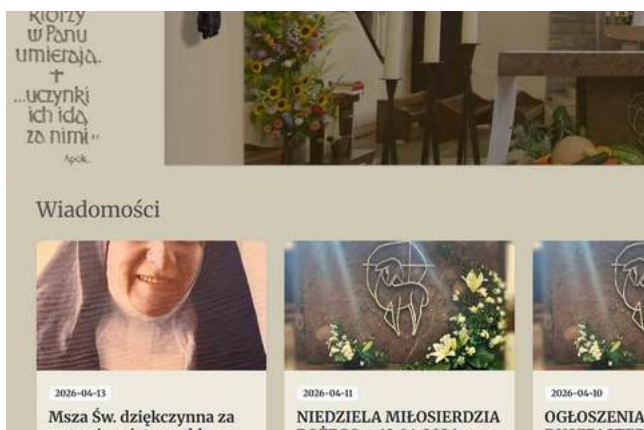 którzy
w Panu
umierają.
...uczynki
ich idą
za nimi"
Apok.
Wiadomości
2026-04-13
Msza Św. dziękczynna za
2026-04-11
NIEDZIELA MIŁOSIERDZIA
2026-04-10
OGŁOSZENIA